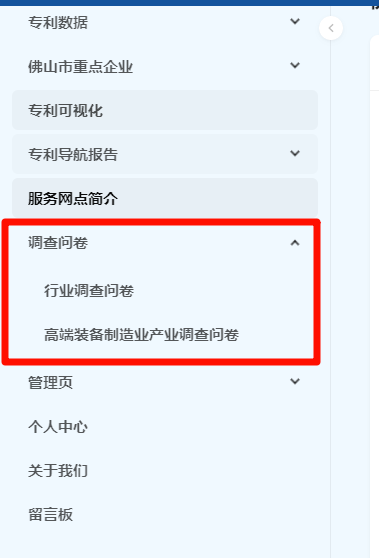 专利数据
佛山市重点企业
专利可视化
专利导航报告
服务网点简介
调查问卷
行业调查问卷
高端装备制造业产业调查问卷
管理页
个人中心
关于我们
留言板